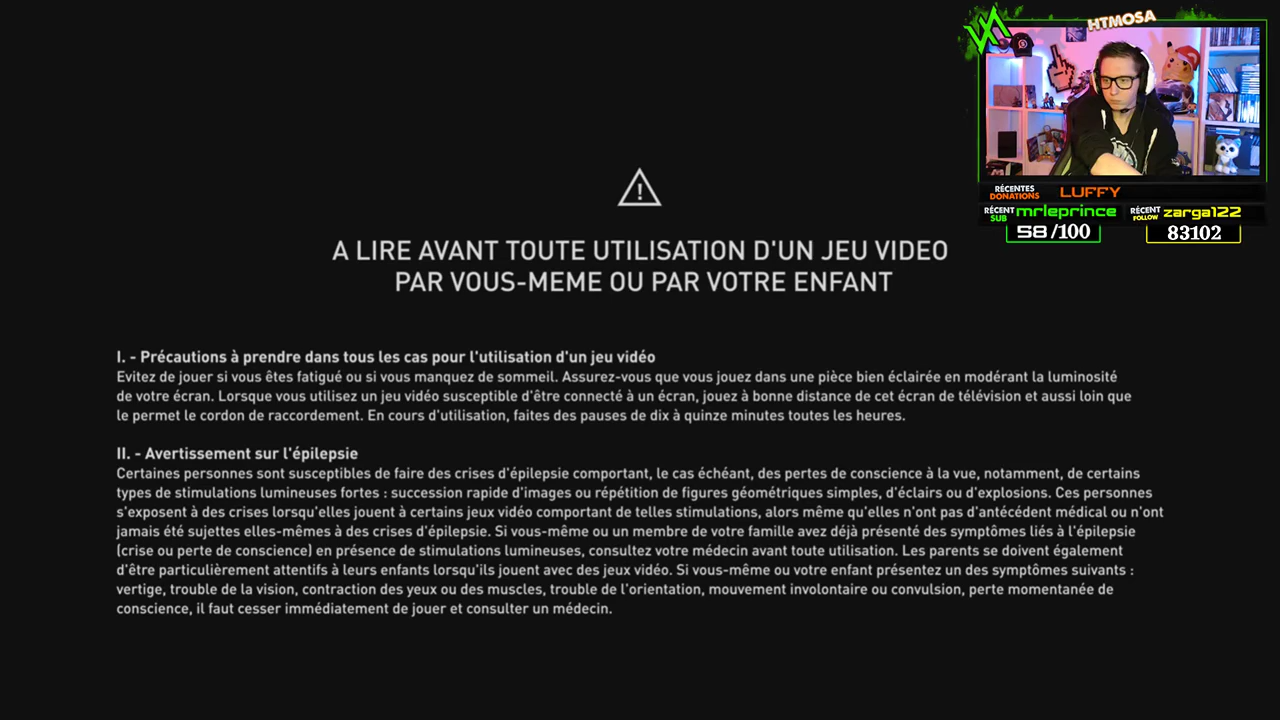 HTMOSA
A LIRE AVANT TOUTE UTILISATION D'UN JEU VIDEO
PAR VOUS-MEME OU PAR VOTRE ENFANT
RÉCENTES
DONATIONS
LUFFY
RÉCENT
SUB
mrleprince
RÉCENT
FOLLOW
zarga122
58 /100
83102
I. - Précautions à prendre dans tous les cas pour l'utilisation d'un jeu vidéo
Evitez de jouer si vous êtes fatigué ou si vous manquez de sommeil. Assurez-vous que vous jouez dans une pièce bien éclairée en modérant la luminosité
de votre écran. Lorsque vous utilisez un jeu vidéo susceptible d'être connecté à un écran, jouez à bonne distance de cet écran de télévision et aussi loin que
le permet le cordon de raccordement. En cours d'utilisation, faites des pauses de dix à quinze minutes toutes les heures.
II. - Avertissement sur l'épilepsie
Certaines personnes sont susceptibles de faire des crises d'épilepsie comportant, le cas échéant, des pertes de conscience à la vue, notamment, de certains
types de stimulations lumineuses fortes : succession rapide d'images ou répétition de figures géométriques simples, d'éclairs ou d'explosions. Ces personnes
s'exposent à des crises lorsqu'elles jouent à certains jeux vidéo comportant de telles stimulations, alors même qu'elles n'ont pas d'antécédent médical ou n'ont
jamais été sujettes elles-mêmes à des crises d'épilepsie. Si vous-même ou un membre de votre famille avez déjà présenté des symptômes liés à l'épilepsie
(crise ou perte de conscience) en présence de stimulations lumineuses, consultez votre médecin avant toute utilisation. Les parents se doivent également
d'être particulièrement attentifs à leurs enfants lorsqu'ils jouent avec des jeux vidéo. Si vous-même ou votre enfant présentez un des symptômes suivants :
vertige, trouble de la vision, contraction des yeux ou des muscles, trouble de l'orientation, mouvement involontaire ou convulsion, perte momentanée de
conscience, il faut cesser immédiatement de jouer et consulter un médecin.